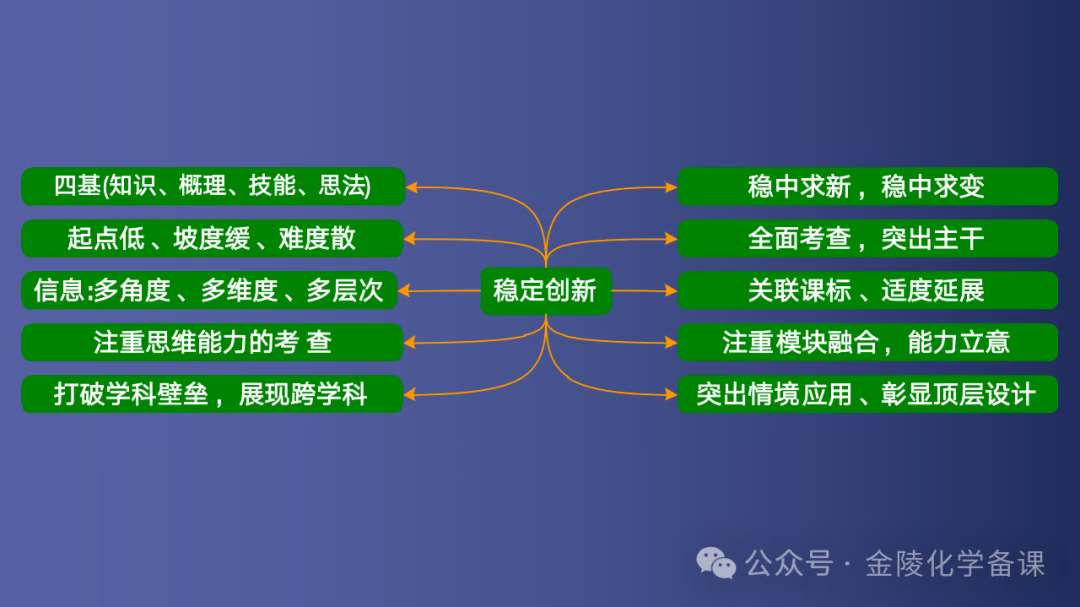 四基(知识、概理、技能、思法)
起点低、坡度缓、难度散
信息:多角度、多维度、多层次
注重思维能力的考 查
打破学科壁垒，展现跨学科
稳定创新
稳中求新，稳中求变
全面考查，突出主干
关联课标、适度延展
注重模块融合，能力立意
突出情境应用、彰显顶层设计
公众号·金陵化学备课